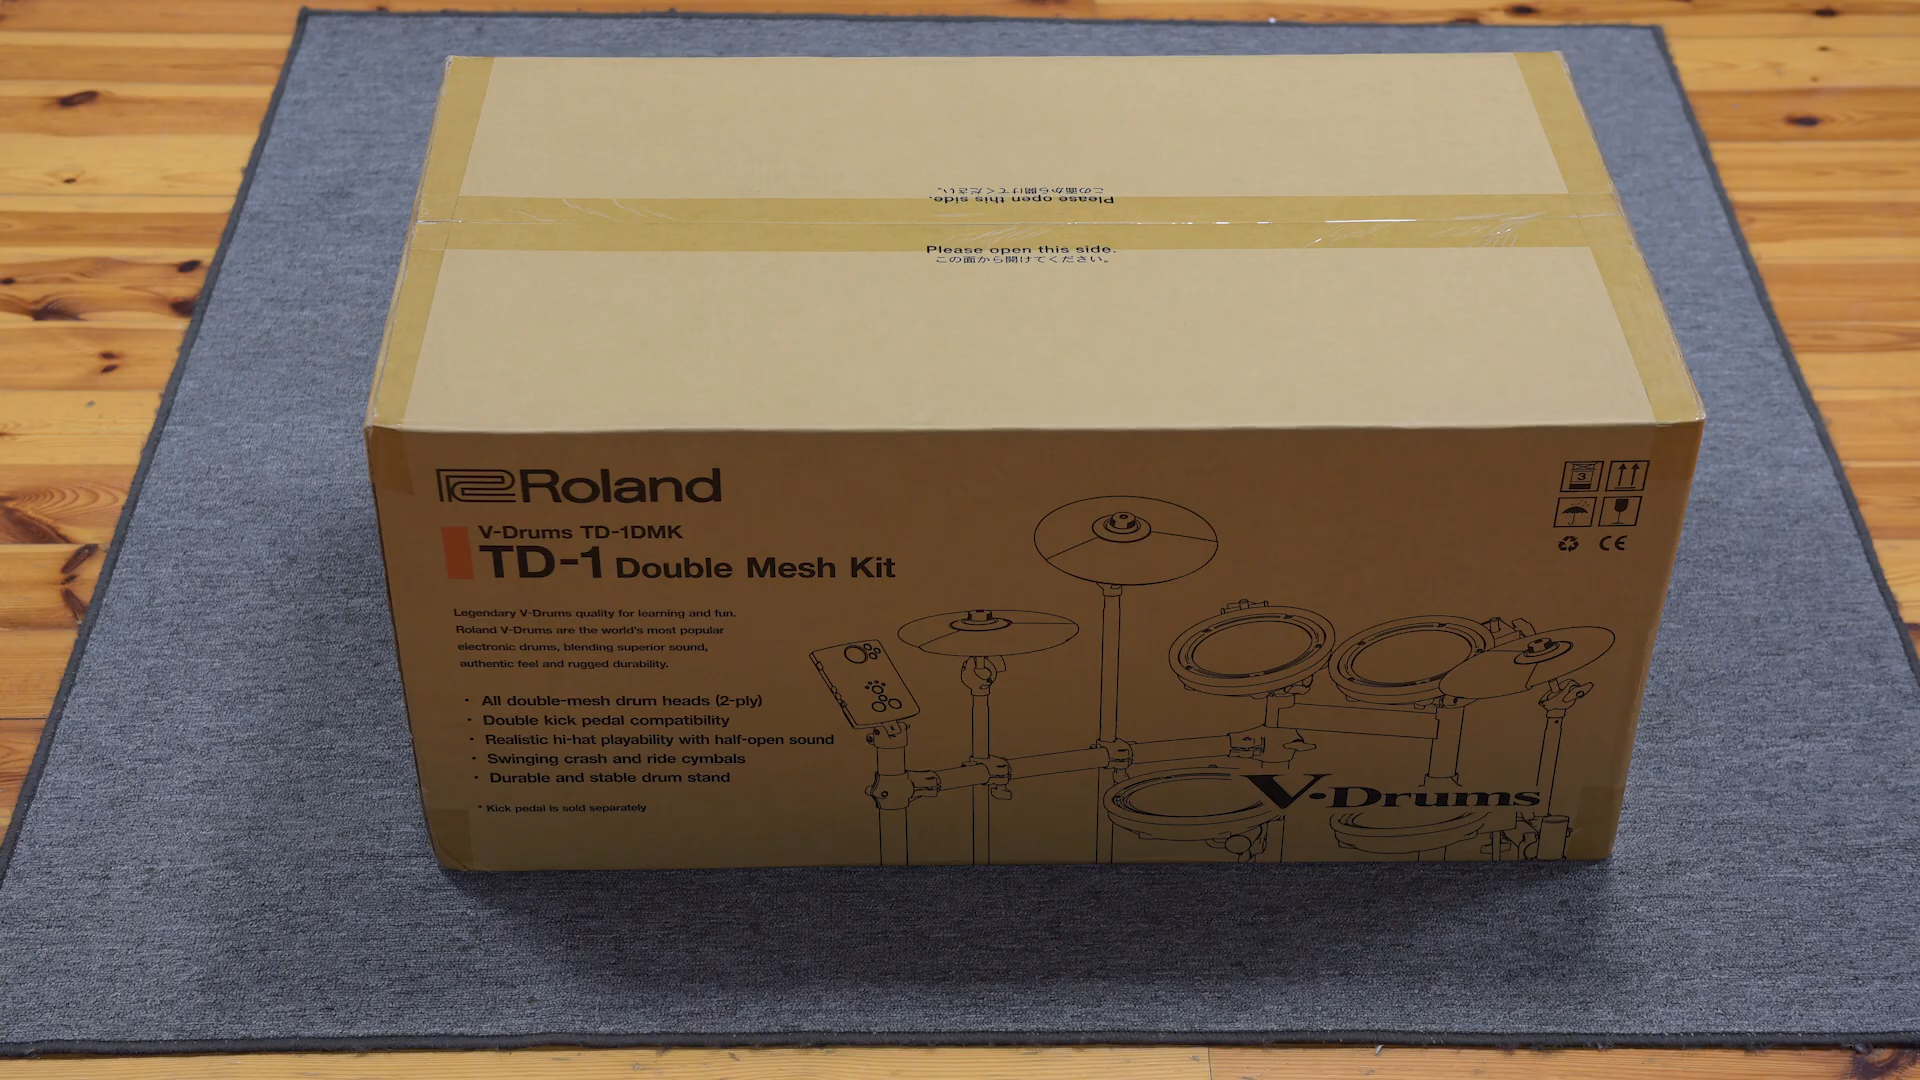 この面から開けてください。
Please open this side.
Please open this side.
この面から開けてください。
Roland
V-Drums TD-1DMK
TD-1 Double Mesh Kit
Legendary V-Drums quality for learning and fun.
Roland V-Drums are the world's most popular
electronic drums, blending superior sound,
authentic feel and rugged durability.
・ All double-mesh drum heads (2-ply)
・ Double kick pedal compatibility
・ Realistic hi-hat playability with half-open sound
・ Swinging crash and ride cymbals
・ Durable and stable drum stand
* Kick pedal is sold separately
3
CE
V-Drums